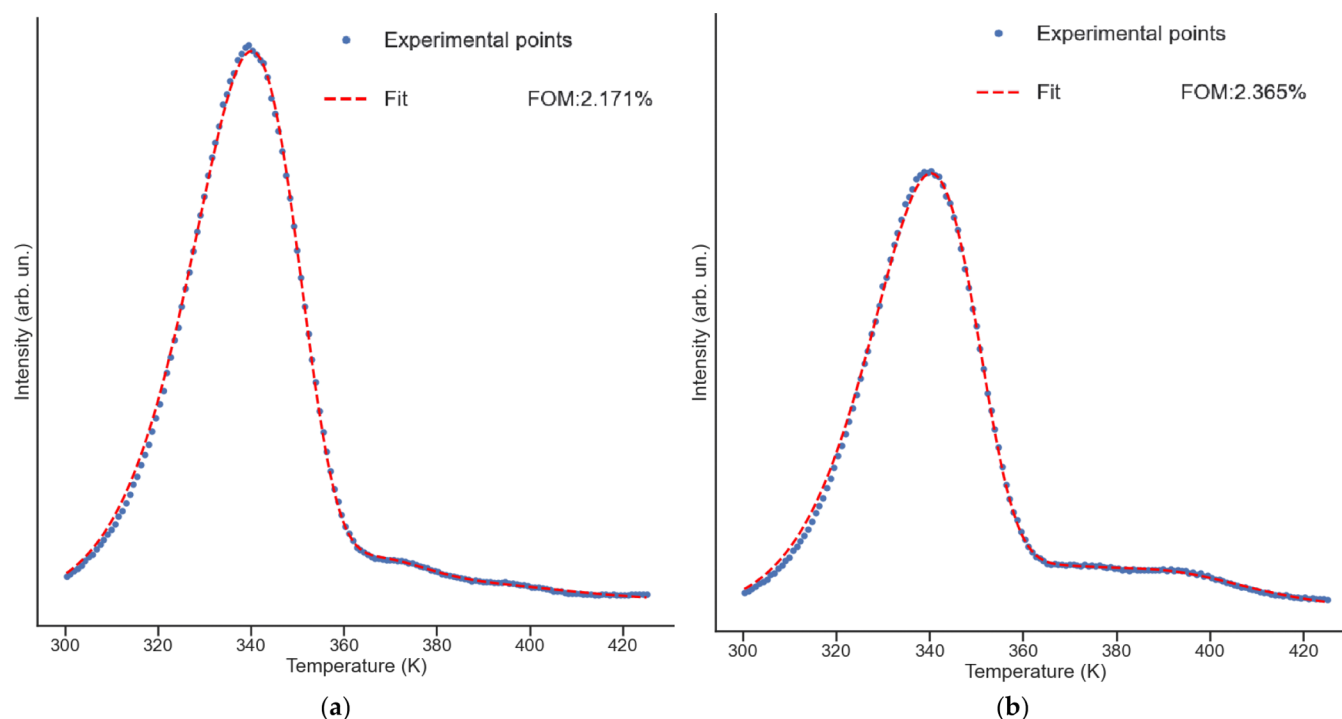 Experimental points
Fit FOM:2.171%
Intensity (arb. un.)
300 320 340 360 380 400 420
Temperature (K)
(a)
Experimental points
Fit FOM:2.365%
Intensity (arb. un.)
300 320 340 360 380 400 420
Temperature (K)
(b)